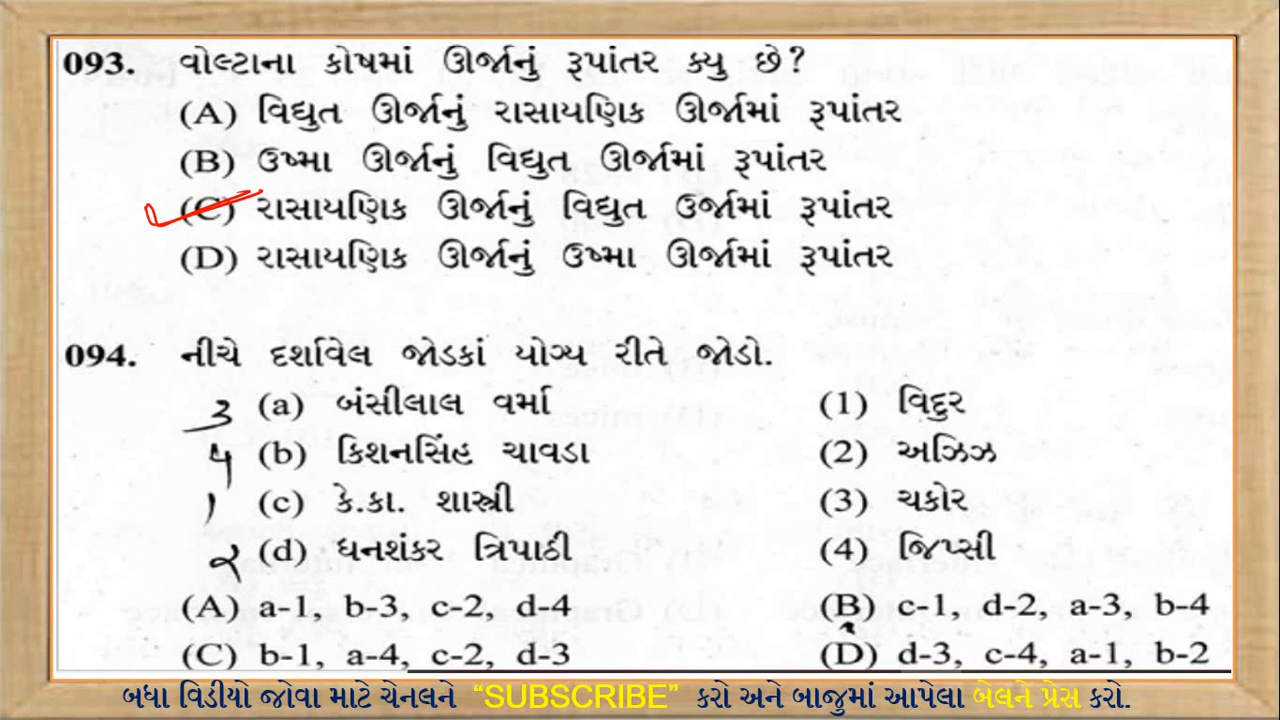 093. વોલ્ટાના કોષમાં ઊર્જાનું રૂપાંતર ક્યુ છે?
(A) વિદ્યુત ઊર્જાનું રાસાયણિક ઊર્જામાં રૂપાંતર
(B) ઉષ્મા ઊર્જાનું વિદ્યુત ઊર્જામાં રૂપાંતર
(C) રાસાયણિક ઊર્જાનું વિદ્યુત ઉર્જામાં રૂપાંતર
(D) રાસાયણિક ઊર્જાનું ઉષ્મા ઊર્જામાં રૂપાંતર
094. નીચે દર્શાવેલ જોડકાં યોગ્ય રીતે જોડો.
૩ (a) બંસીલાલ વર્મા (1) વિદુર
૫ (b) કિશનસિંહ ચાવડા (2) અઝિઝ
૧ (c) કે.કા. શાસ્ત્રી (3) ચકોર
૨ (d) ધનશંકર ત્રિપાઠી (4) જિપ્સી
(A) a-1, b-3, c-2, d-4 (B) c-1, d-2, a-3, b-4
(C) b-1, a-4, c-2, d-3 (D) d-3, c-4, a-1, b-2
બધા વિડીયો જોવા માટે ચેનલને “SUBSCRIBE” કરો અને બાજુમાં આપેલા બેલને પ્રેસ કરો.